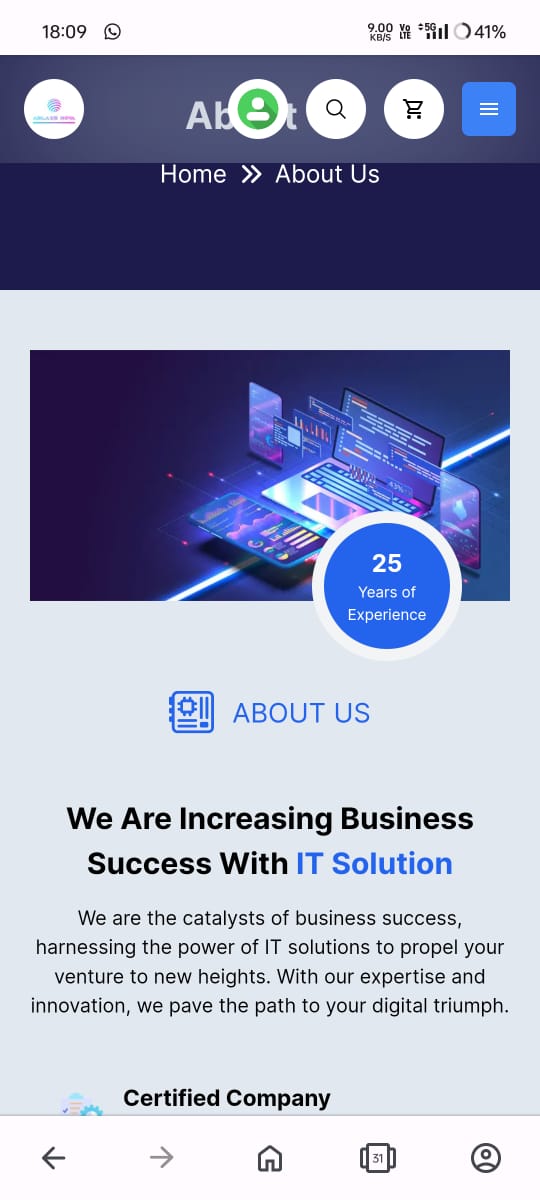 18:09
9.00 KB/S
Vo LTE
5G
41%
Home
About Us
43%
25
Years of
Experience
ABOUT US
We Are Increasing Business
Success With IT Solution
We are the catalysts of business success,
harnessing the power of IT solutions to propel your
venture to new heights. With our expertise and
innovation, we pave the path to your digital triumph.
Certified Company
31